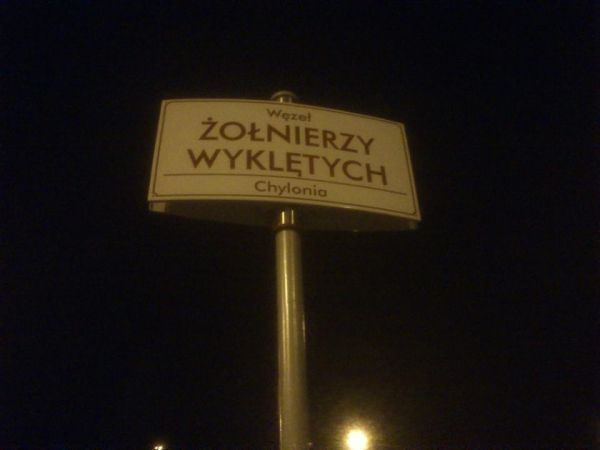 Węzeł
ŻOŁNIERZY
WYKLĘTYCH
Chylonia